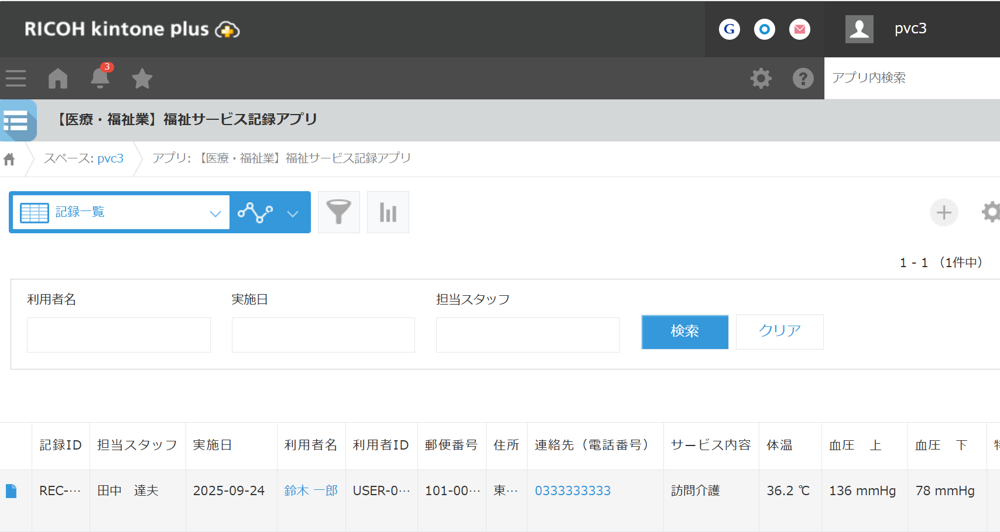 RICOH kintone plus
G
pvc3
3
?
アプリ内検索
【医療・福祉業】福祉サービス記録アプリ
スペース: pvc3
アプリ: 【医療・福祉業】福祉サービス記録アプリ
記録一覧
1 - 1 （1件中）
利用者名 実施日 担当スタッフ
検索 クリア
記録ID 担当スタッフ 実施日 利用者名 利用者ID 郵便番号 住所 連絡先（電話番号） サービス内容 体温 血圧　上 血圧　下
REC-… 田中　達夫 2025-09-24 鈴木 一郎 USER-0… 101-00… 東… 0333333333 訪問介護 36.2 ℃ 136 mmHg 78 mmHg